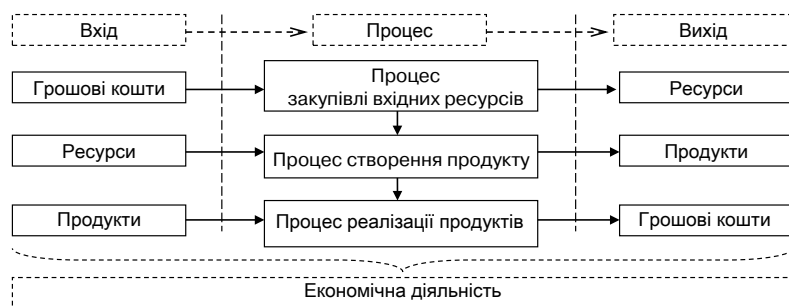 Вхід
Процес
Вихід
Грошові кошти
Процес
закупівлі вхідних ресурсів
Ресурси
Ресурси
Процес створення продукту
Продукти
Продукти
Процес реалізації продуктів
Грошові кошти
Економічна діяльність